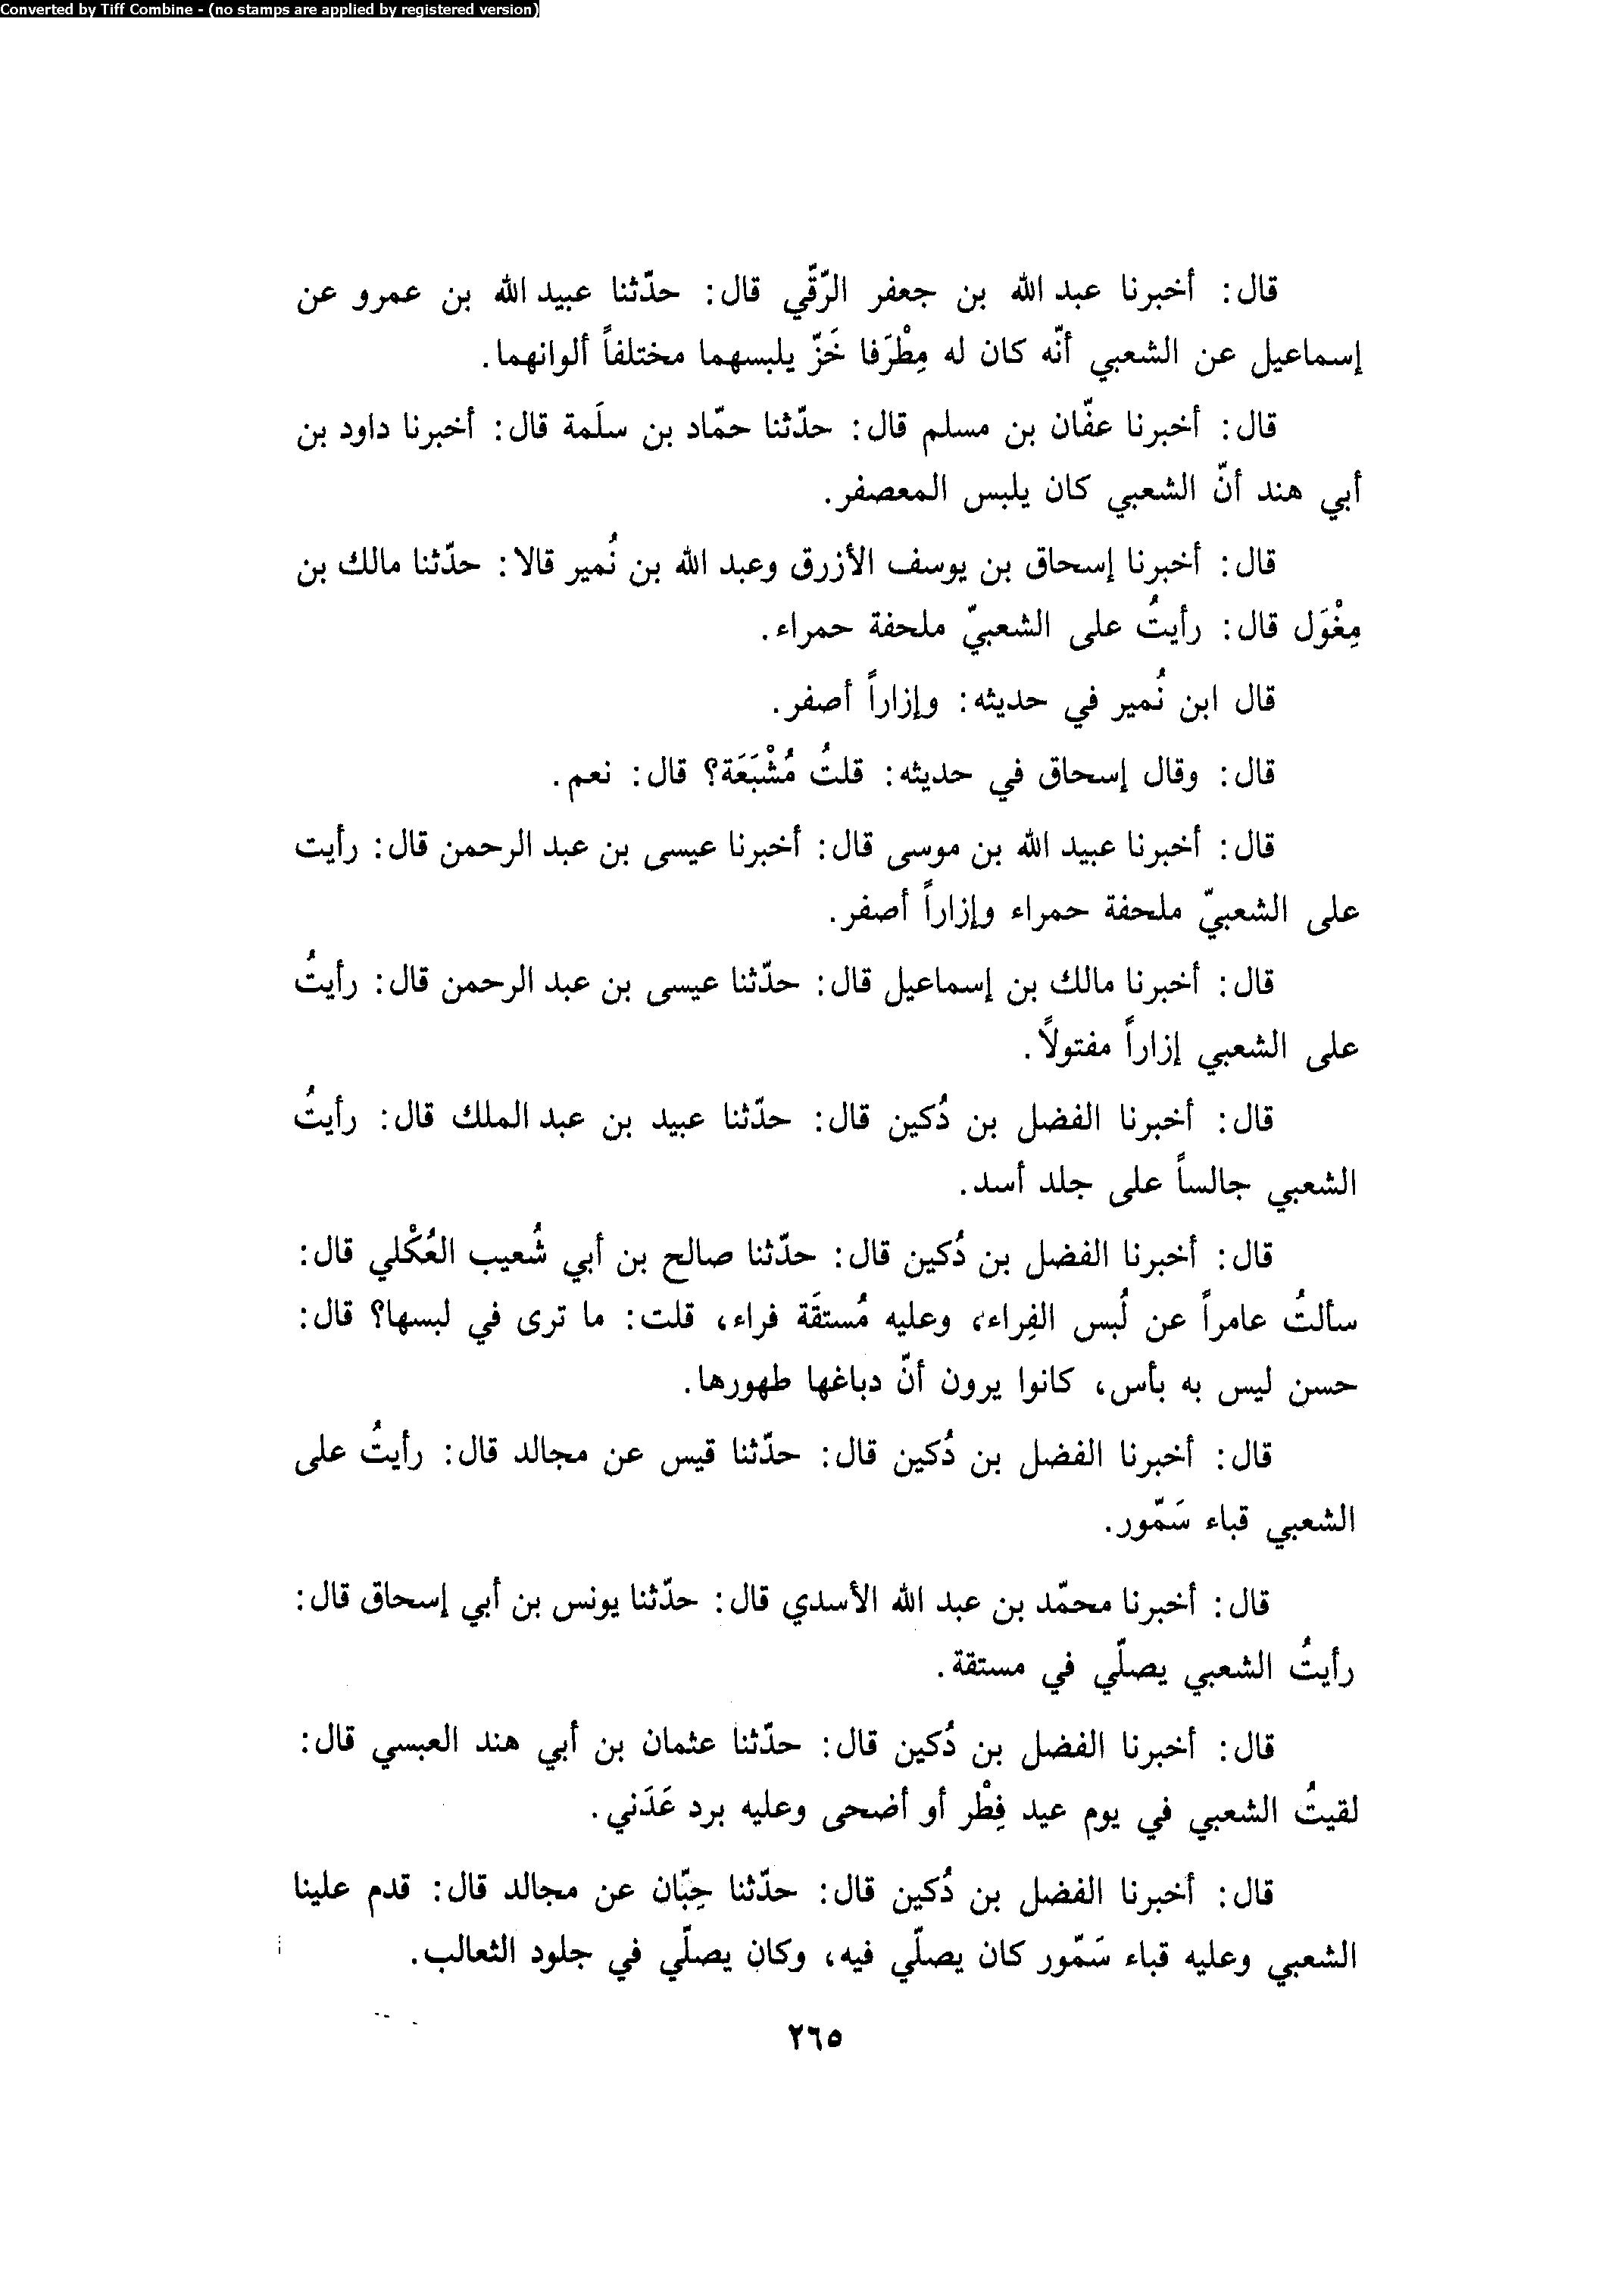 Converted by Tiff Combine - (no stamps are applied by registered version)
قال: أخبرنا عبد الله بن جعفر الرّقّي قال: حدّثنا عبيد الله بن عمرو عن
إسماعيل عن الشعبي أنّه كان له مِطْرَفا خَزّ يلبسهما مختلفاً ألوانهما.
قال: أخبرنا عفّان بن مسلم قال: حدّثنا حمّاد بن سلَمة قال: أخبرنا داود بن
أبي هند أنّ الشعبي كان يلبس المعصفر.
قال: أخبرنا إسحاق بن يوسف الأزرق وعبد الله بن نُمير قالا: حدّثنا مالك بن
مِغْوَل قال: رأيتُ على الشعبيّ ملحفة حمراء.
قال ابن نُمير في حديثه: وإزاراً أصفر.
قال: وقال إسحاق في حديثه: قلتُ مُشْبَعَة؟ قال: نعم.
قال: أخبرنا عبيد الله بن موسى قال: أخبرنا عيسى بن عبد الرحمن قال: رأيت
على الشعبيّ ملحفة حمراء وإزاراً أصفر.
قال: أخبرنا مالك بن إسماعيل قال: حدّثنا عيسى بن عبد الرحمن قال: رأيتُ
على الشعبي إزاراً مفتولاً.
قال: أخبرنا الفضل بن دُكين قال: حدّثنا عبيد بن عبد الملك قال: رأيتُ
الشعبي جالساً على جلد أسد.
قال: أخبرنا الفضل بن دُكين قال: حدّثنا صالح بن أبي شُعيب العُكْلي قال:
سألتُ عامراً عن لُبس الفِراء، وعليه مُستقَة فراء، قلت: ما ترى في لبسها؟ قال:
حسن ليس به بأس، كانوا يرون أنّ دباغها طهورها.
قال: أخبرنا الفضل بن دُكين قال: حدّثنا قيس عن مجالد قال: رأيتُ على
الشعبي قباء سَمّور.
قال: أخبرنا محمّد بن عبد الله الأسدي قال: حدّثنا يونس بن أبي إسحاق قال:
رأيتُ الشعبي يصلّي في مستقة.
قال: أخبرنا الفضل بن دُكين قال: حدّثنا عثمان بن أبي هند العبسي قال:
لقيتُ الشعبي في يوم عيد فِطْر أو أضحى وعليه برد عَدَني.
قال: أخبرنا الفضل بن دُكين قال: حدّثنا حِبّان عن مجالد قال: قدم علينا
الشعبي وعليه قباء سَمّور كان يصلّي فيه، وكان يصلّي في جلود الثعالب.
٢٦٥